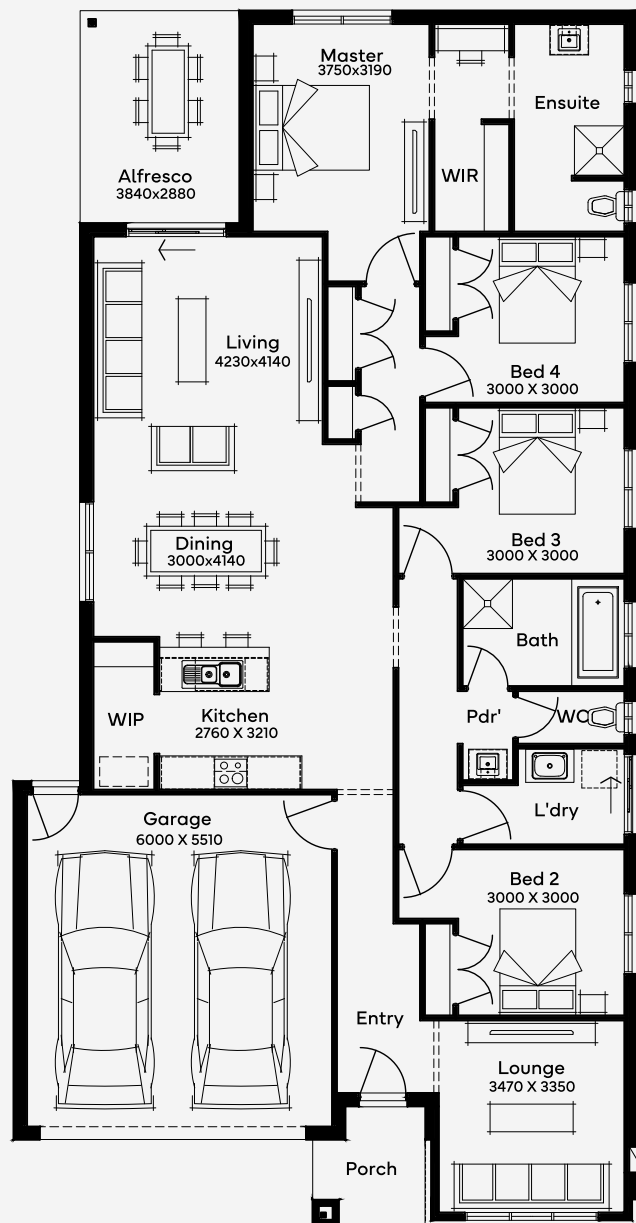 Master
3750x3190
Ensuite
Alfresco
3840x2880
WIR
Living
4230x4140
Bed 4
3000 X 3000
Dining
3000x4140
Bed 3
3000 X 3000
Bath
WIP
Kitchen
2760 X 3210
Pdr'
WC
L'dry
Garage
6000 X 5510
Bed 2
3000 X 3000
Entry
Lounge
3470 X 3350
Porch